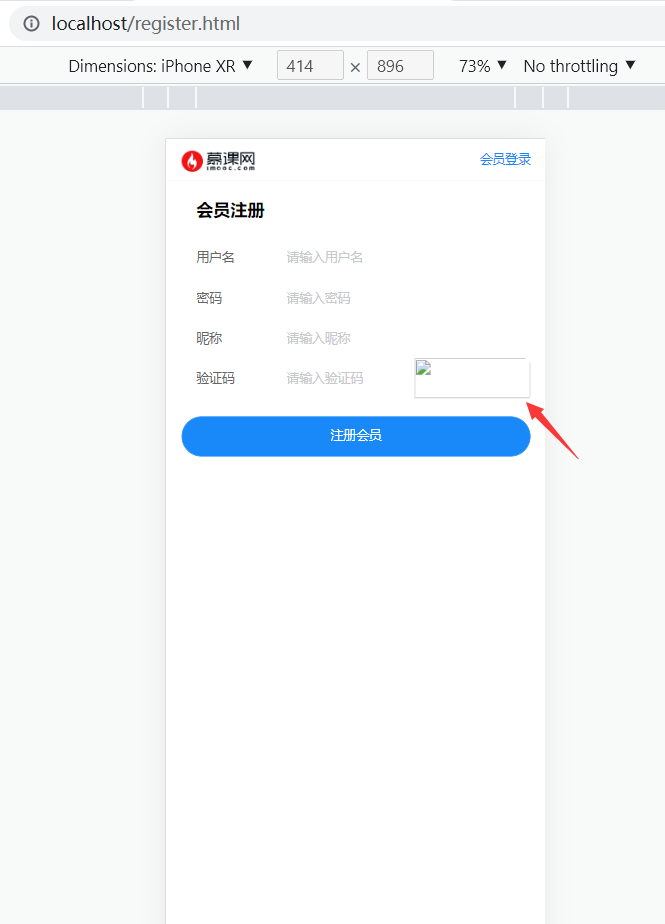 localhost/register.html
Dimensions: iPhone XR ▼ 414 × 896 73% ▼ No throttling ▼
慕课网 会员登录
imooc.com
会员注册
用户名 请输入用户名
密码 请输入密码
昵称 请输入昵称
验证码 请输入验证码
注册会员